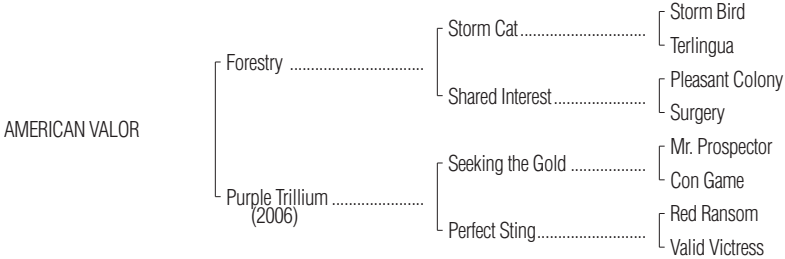 Storm Bird
Storm Cat..............................
Terlingua
Forestry ................................
Pleasant Colony
Shared Interest......................
Surgery
AMERICAN VALOR
Mr. Prospector
Seeking the Gold ..................
Con Game
Purple Trillium ......................
(2006)
Red Ransom
Perfect Sting..........................
Valid Victress